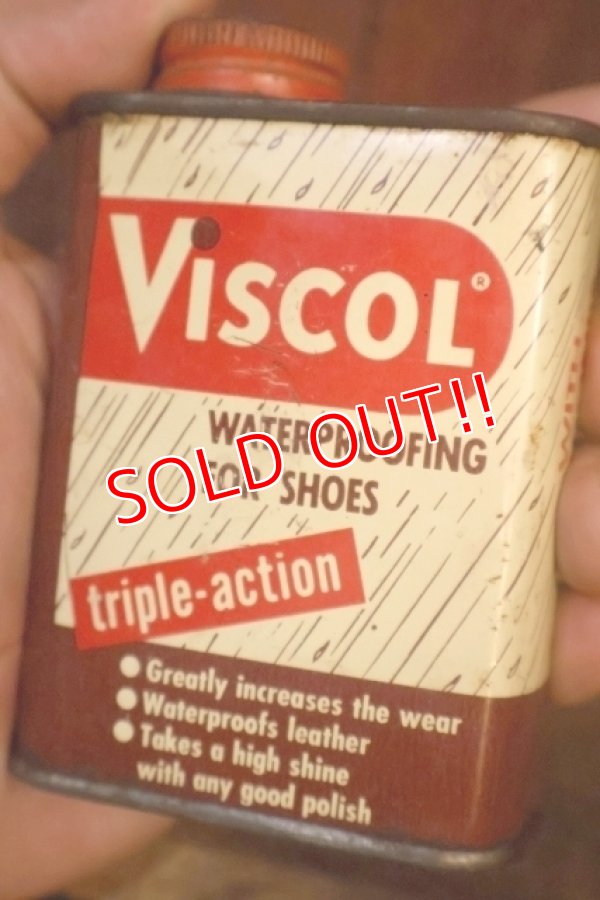 VISCOL®
WATERPROOFING
FOR SHOES
SOLD OUT!!
triple-action
● Greatly increases the wear
● Waterproofs leather
● Takes a high shine
with any good polish